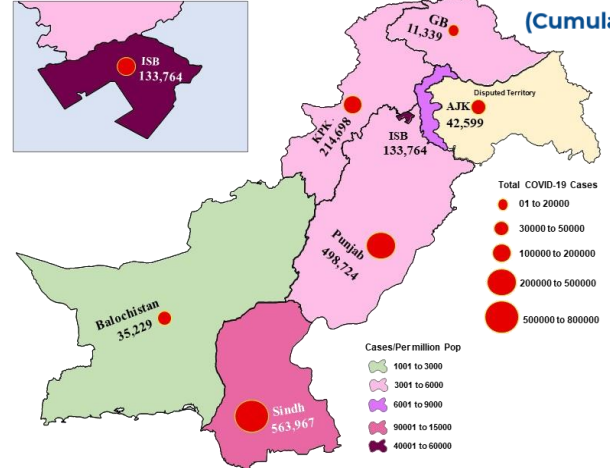 (Cumula
ISB
133,764
GB
11,339
Disputed Territory
AJK
42,599
KPK
214,698
ISB
133,764
Punjab
498,724
Balochistan
35,229
Sindh
563,967
Total COVID-19 Cases
01 to 20000
30000 to 50000
100000 to 200000
200000 to 500000
500000 to 800000
Cases/Permillion Pop
1001 to 3000
3001 to 6000
6001 to 9000
90001 to 15000
40001 to 60000